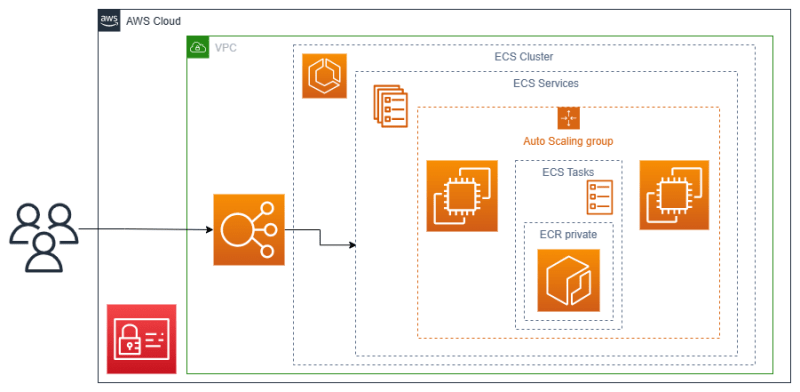 aws
AWS Cloud
VPC
ECS Cluster
ECS Services
Auto Scaling group
ECS Tasks
ECR private